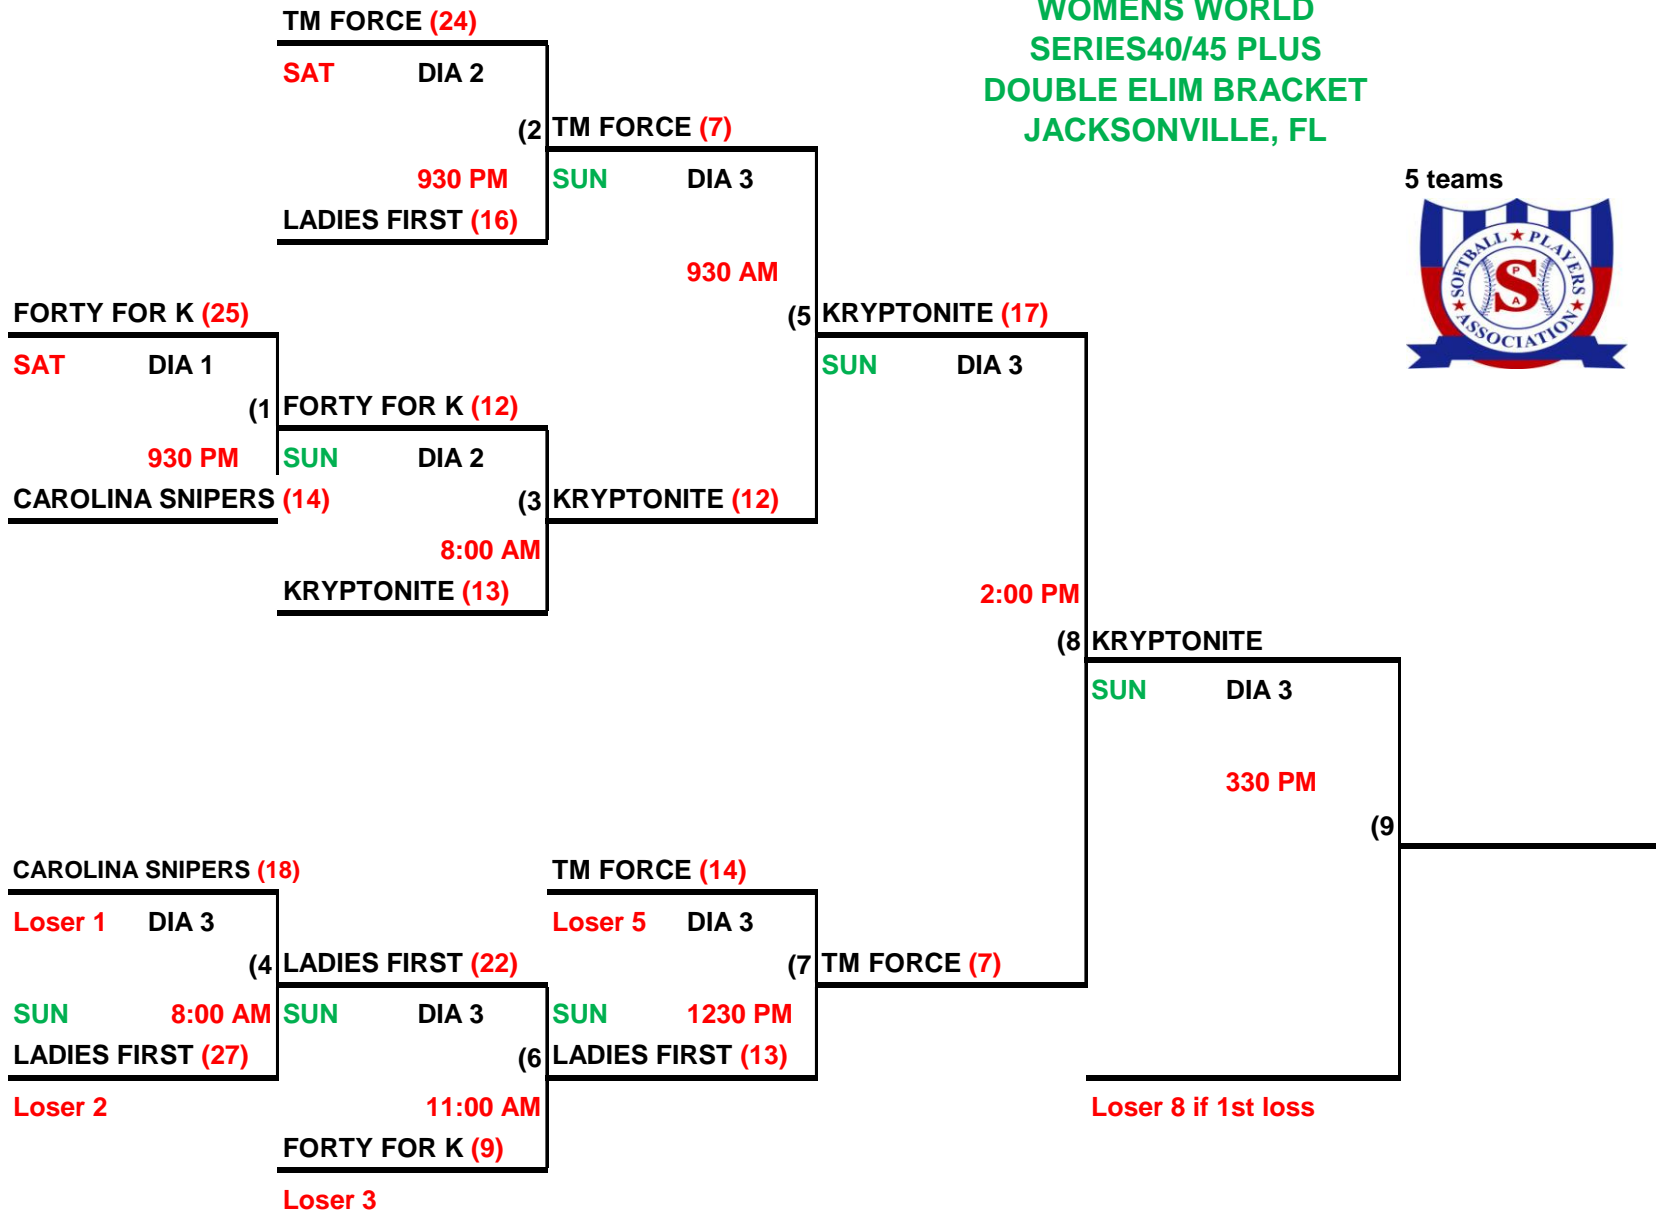 WOMENS WORLD
SERIES40/45 PLUS
DOUBLE ELIM BRACKET
JACKSONVILLE, FL
5 teams
SOFTBALL ★ PLAYERS ★ ASSOCIATION ★
P
S
A
TM FORCE (24)
SAT DIA 2
(2 TM FORCE (7)
930 PM SUN DIA 3
LADIES FIRST (16)
930 AM
FORTY FOR K (25)
(5 KRYPTONITE (17)
SAT DIA 1
SUN DIA 3
(1 FORTY FOR K (12)
930 PM SUN DIA 2
CAROLINA SNIPERS (14)
(3 KRYPTONITE (12)
8:00 AM
KRYPTONITE (13)
2:00 PM
(8 KRYPTONITE
SUN DIA 3
330 PM
(9
CAROLINA SNIPERS (18)
TM FORCE (14)
Loser 1 DIA 3
Loser 5 DIA 3
(4 LADIES FIRST (22)
(7 TM FORCE (7)
SUN 8:00 AM SUN DIA 3
SUN 1230 PM
LADIES FIRST (27)
(6 LADIES FIRST (13)
Loser 2
11:00 AM
Loser 8 if 1st loss
FORTY FOR K (9)
Loser 3